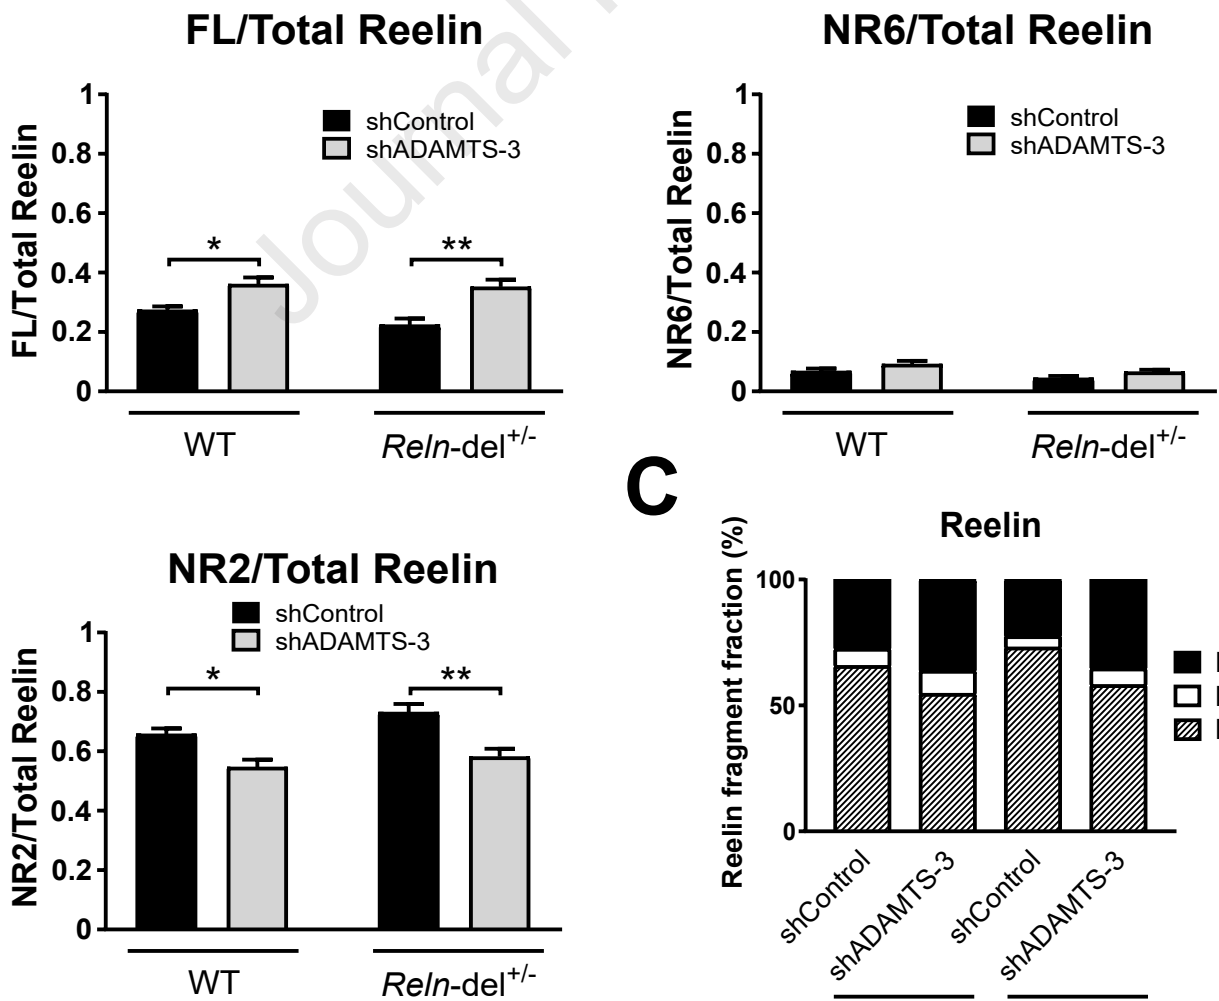 FL/Total Reelin
FL/Total Reelin
1
0.8
0.6
0.4
0.2
0
shControl
shADAMTS-3
*
**
WT
Reln-del+/-
Journal
NR6/Total Reelin
NR6/Total Reelin
1
0.8
0.6
0.4
0.2
0
shControl
shADAMTS-3
WT
Reln-del+/-
NR2/Total Reelin
NR2/Total Reelin
1
0.8
0.6
0.4
0.2
0
shControl
shADAMTS-3
*
**
WT
Reln-del+/-
C
Reelin
Reelin fragment fraction (%)
100
50
0
shControl
shADAMTS-3
shControl
shADAMTS-3